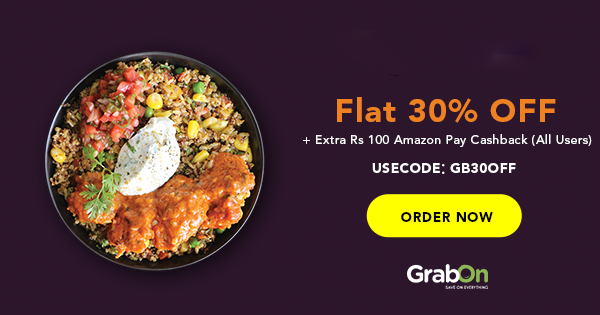 Flat 30% OFF
+ Extra Rs 100 Amazon Pay Cashback (All Users)
USECODE: GB30OFF
ORDER NOW
GrabOn
SAVE ON EVERYTHING